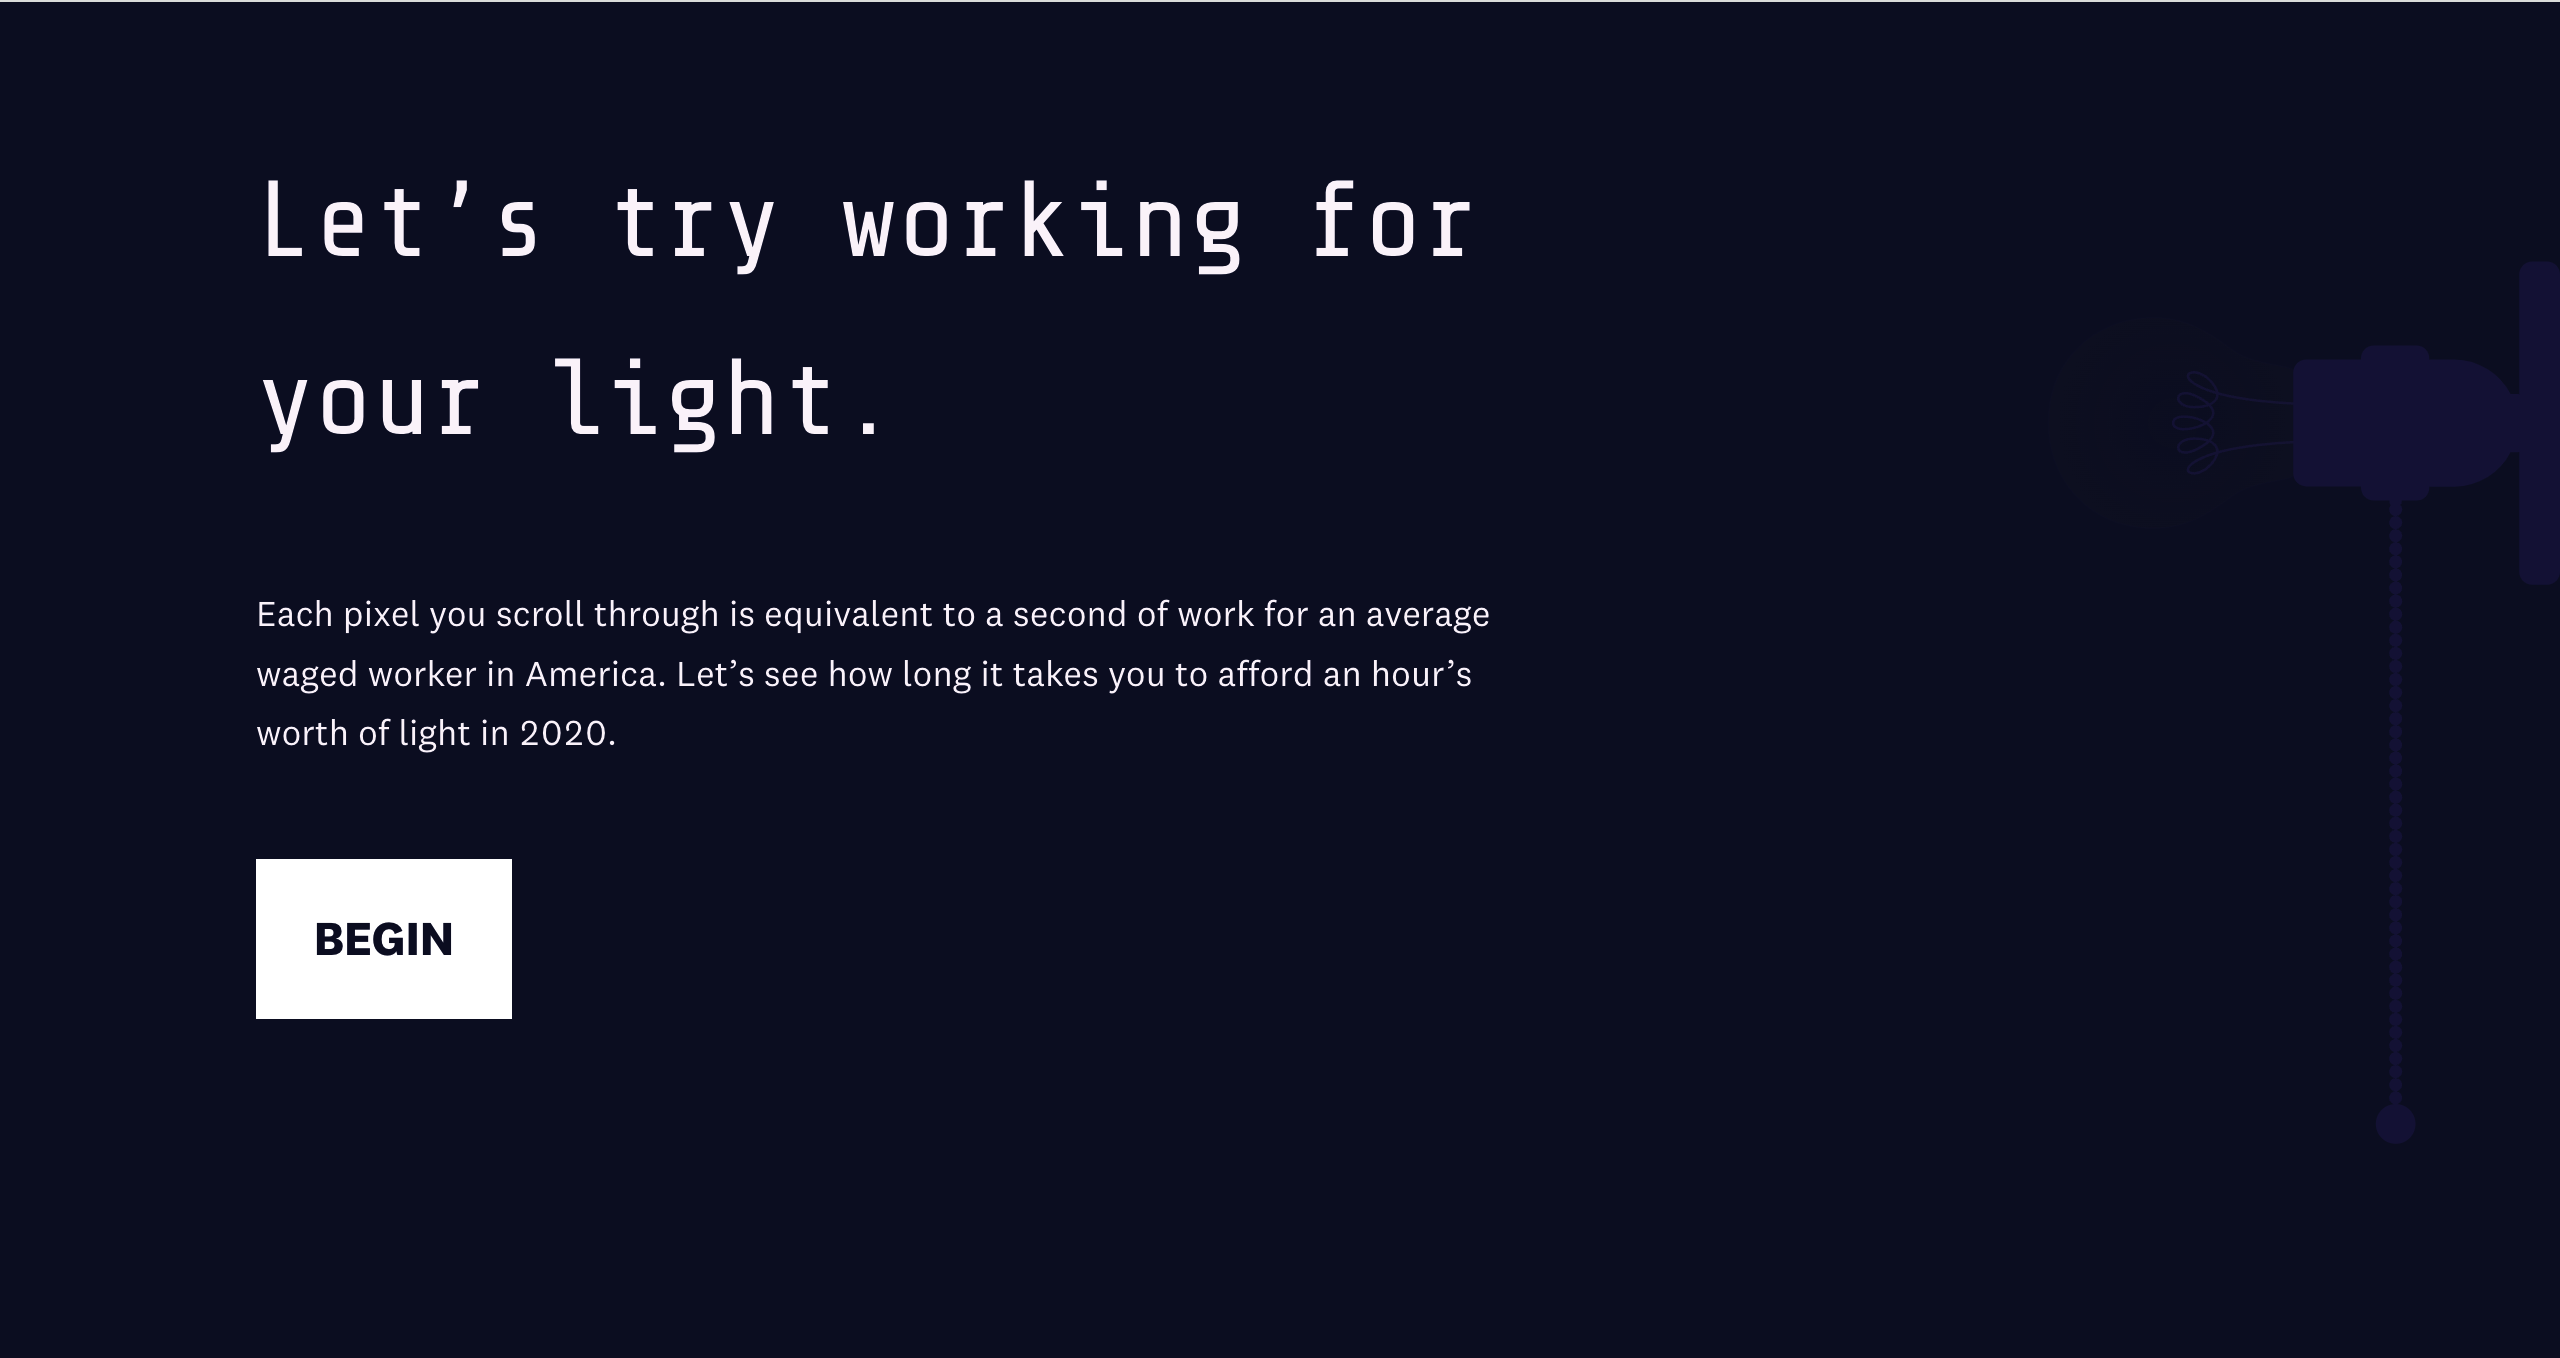 Let’s try working for
your light.
Each pixel you scroll through is equivalent to a second of work for an average
waged worker in America. Let’s see how long it takes you to afford an hour’s
worth of light in 2020.
BEGIN